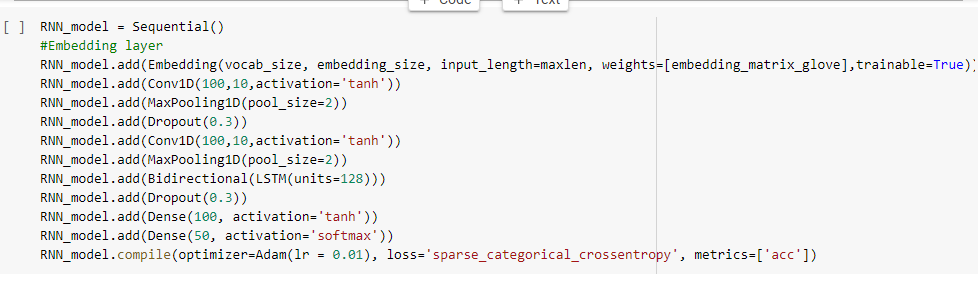 + Code + Text
[ ] RNN_model = Sequential()
#Embedding layer
RNN_model.add(Embedding(vocab_size, embedding_size, input_length=maxlen, weights=[embedding_matrix_glove],trainable=True))
RNN_model.add(Conv1D(100,10,activation='tanh'))
RNN_model.add(MaxPooling1D(pool_size=2))
RNN_model.add(Dropout(0.3))
RNN_model.add(Conv1D(100,10,activation='tanh'))
RNN_model.add(MaxPooling1D(pool_size=2))
RNN_model.add(Bidirectional(LSTM(units=128)))
RNN_model.add(Dropout(0.3))
RNN_model.add(Dense(100, activation='tanh'))
RNN_model.add(Dense(50, activation='softmax'))
RNN_model.compile(optimizer=Adam(lr = 0.01), loss='sparse_categorical_crossentropy', metrics=['acc'])